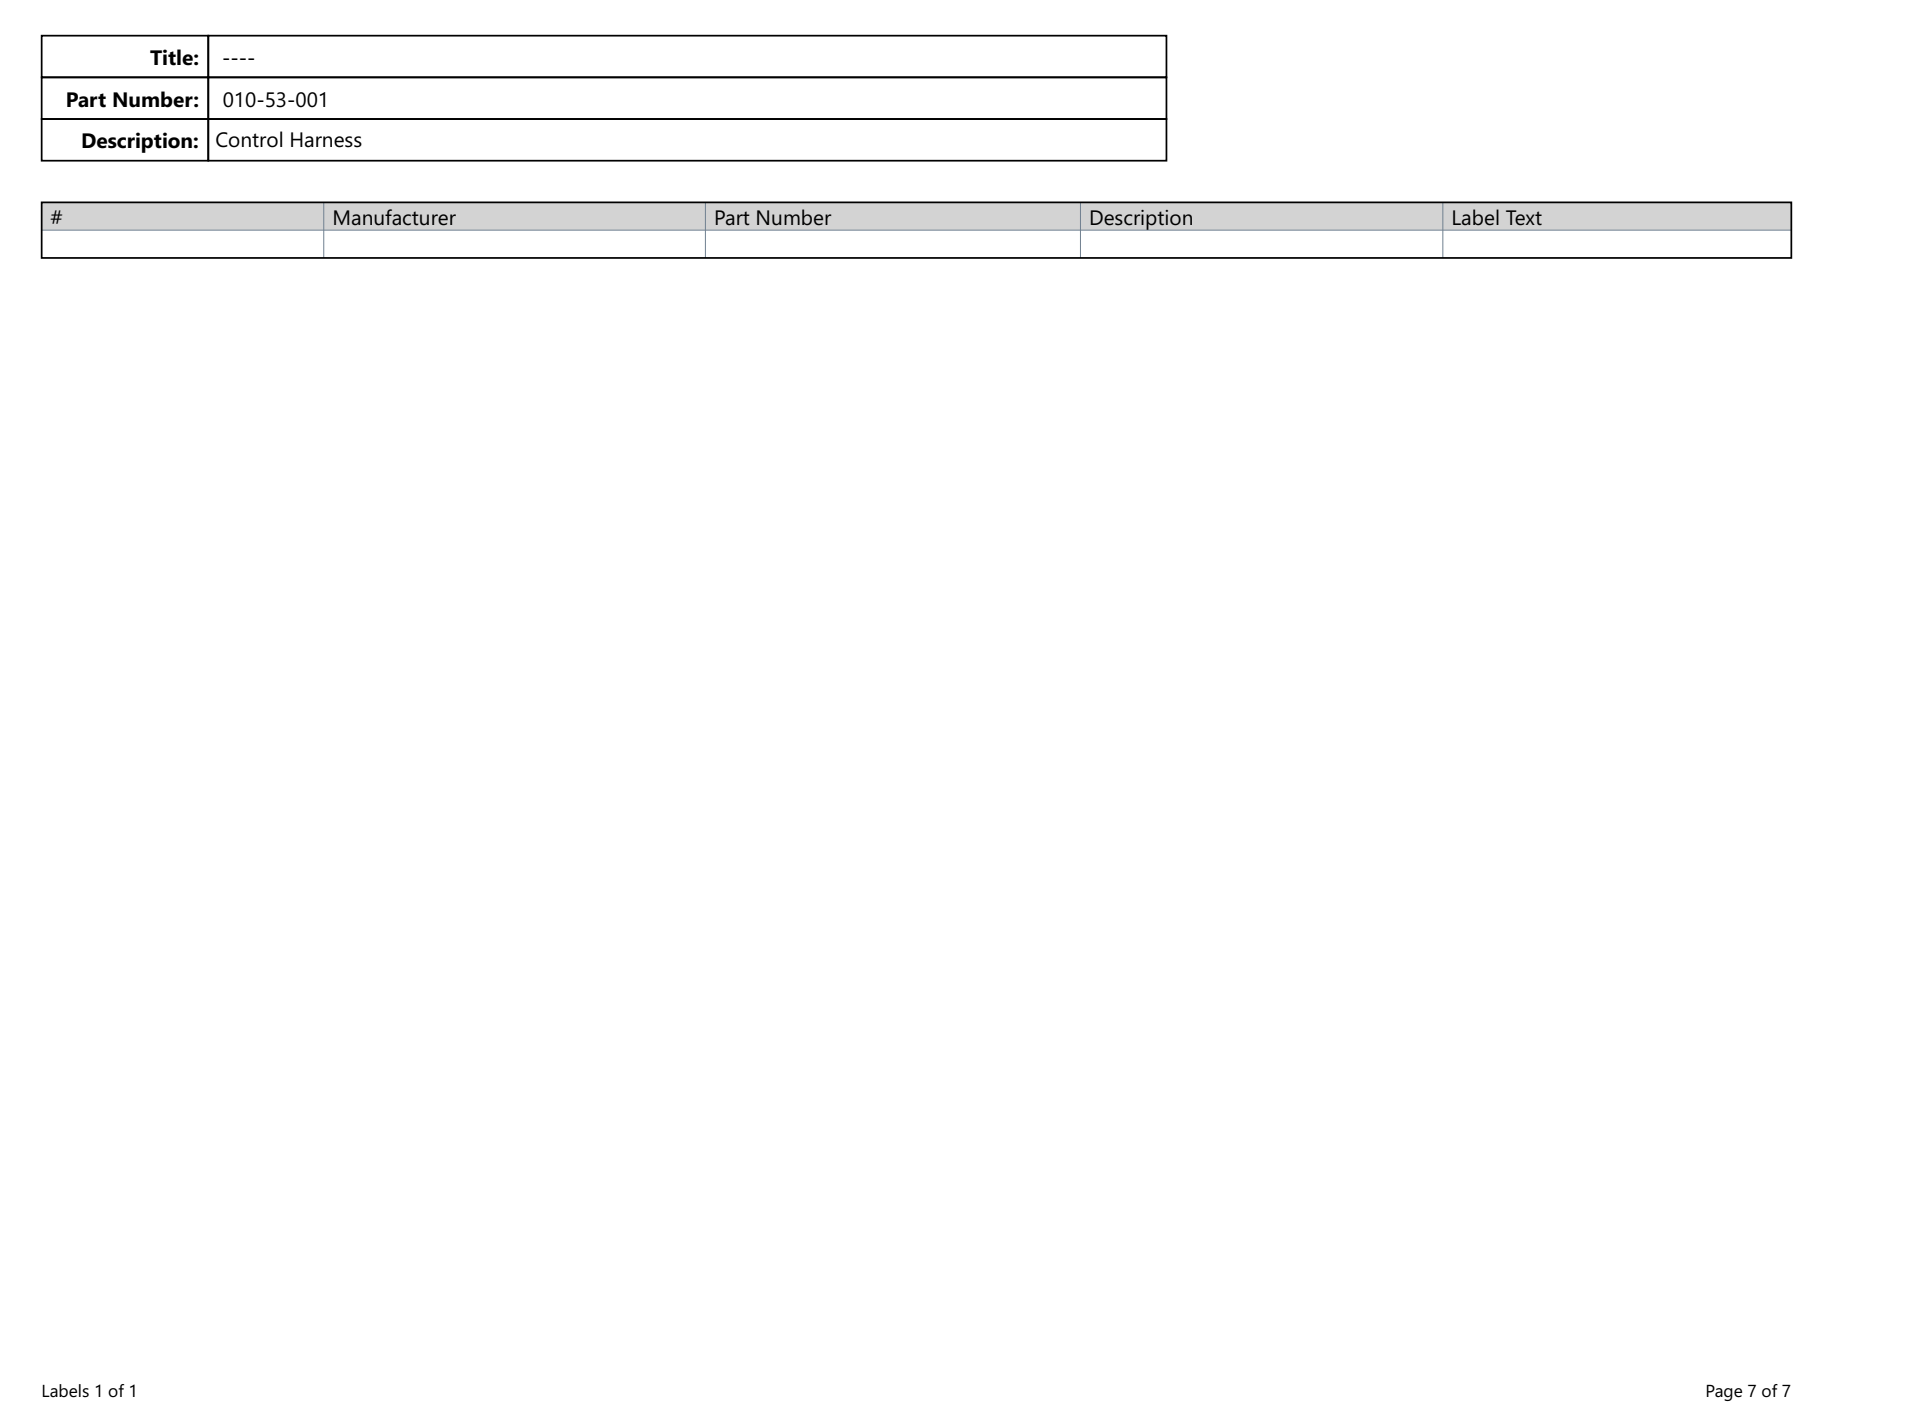 Title: ----
Part Number: 010-53-001
Description: Control Harness
# Manufacturer Part Number Description Label Text
Labels 1 of 1 Page 7 of 7